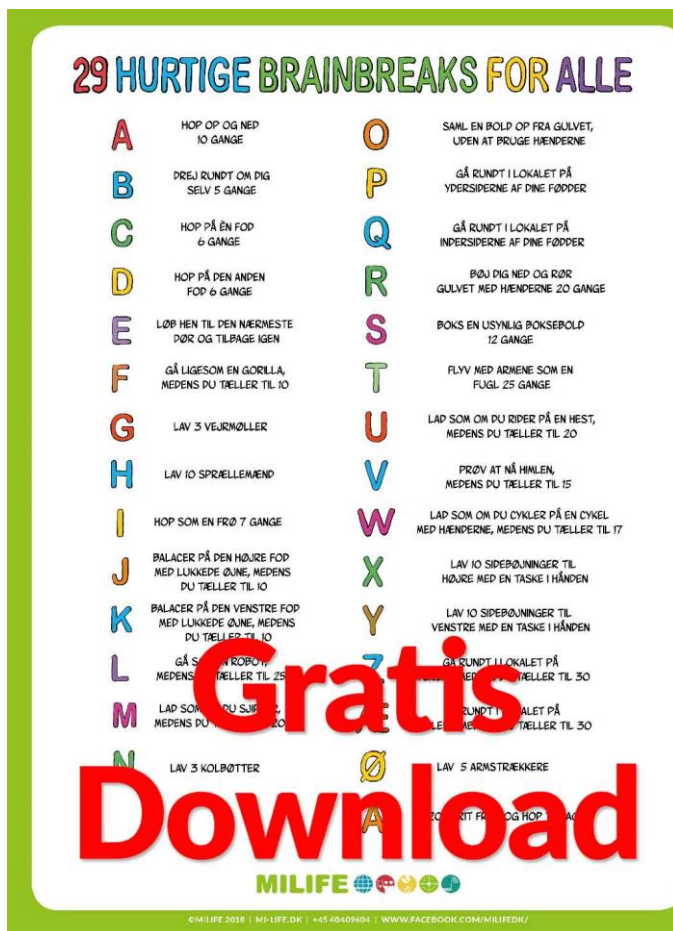 29 HURTIGE BRAINBREAKS FOR ALLE
A
HOP OP OG NED
10 GANGE
B
DREJ RUNDT OM DIG
SELV 5 GANGE
C
HOP PÅ ÈN FOD
6 GANGE
D
HOP PÅ DEN ANDEN
FOD 6 GANGE
E
LØB HEN TIL DEN NÆRMESTE
DØR OG TILBAGE IGEN
F
GÅ LIGESOM EN GORILLA,
MEDENS DU TÆLLER TIL 10
G
LAV 3 VEJRMØLLER
H
LAV 10 SPRÆLLEMÆND
I
HOP SOM EN FRØ 7 GANGE
J
BALACER PÅ DEN HØJRE FOD
MED LUKKEDE ØJNE, MEDENS
DU TÆLLER TIL 10
K
BALACER PÅ DEN VENSTRE FOD
MED LUKKEDE ØJNE, MEDENS
DU TÆLLER TIL 10
L
GÅ ROBOT,
MEDENS TÆLLER TIL 25
M
LAD DU
MEDENS DU
N
LAV 3 KOLBØTTER
O
SAML EN BOLD OP FRA GULVET,
UDEN AT BRUGE HÆNDERNE
P
GÅ RUNDT I LOKALET PÅ
YDERSIDERNE AF DINE FØDDER
Q
GÅ RUNDT I LOKALET PÅ
INDERSIDERNE AF DINE FØDDER
R
BØJ DIG NED OG RØR
GULVET MED HÆNDERNE 20 GANGE
S
BOKS EN USYNLIG BOKSEBOLD
12 GANGE
T
FLYV MED ARMENE SOM EN
FUGL 25 GANGE
U
LAD SOM OM DU RIDER PÅ EN HEST,
MEDENS DU TÆLLER TIL 20
V
PRØV AT NÅ HIMLEN,
MEDENS DU TÆLLER TIL 15
W
LAD SOM OM DU CYKLER PÅ EN CYKEL
MED HÆNDERNE, MEDENS DU TÆLLER TIL 17
X
LAV 10 SIDEBØJNINGER TIL
HØJRE MED EN TASKE I HÅNDEN
Y
LAV 10 SIDEBØJNINGER TIL
VENSTRE MED EN TASKE I HÅNDEN
Z
GÅ RUNDT I LOKALET PÅ
TÆLLER TIL 30
RUNDT I
TÆLLER TIL 30
Ø
LAV 5 ARMSTRÆKKERE
OG HOP
Gratis
Download
MILIFE
©MILIFE 2018 | MI-LIFE.DK | +45 40409604 | WWW.FACEBOOK.COM/MILIFEDK/